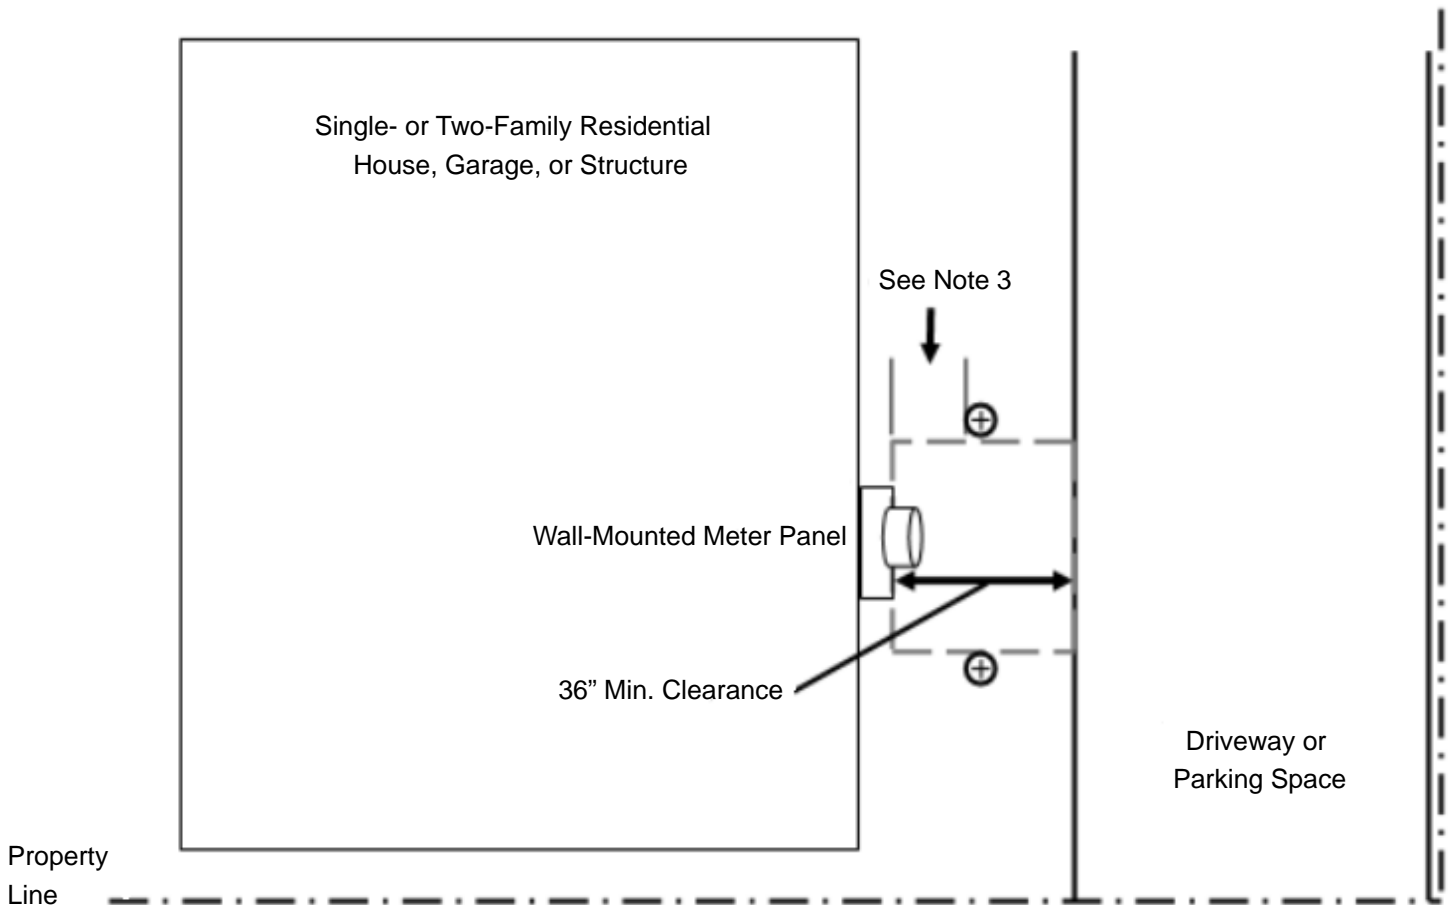 Single- or Two-Family Residential
House, Garage, or Structure
See Note 3
Wall-Mounted Meter Panel
36” Min. Clearance
Driveway or
Parking Space
Property
Line